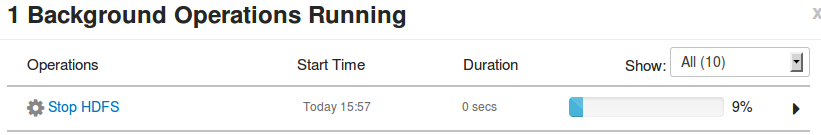 1 Background Operations Running
x
Operations Start Time Duration Show: All (10)
Stop HDFS Today 15:57 0 secs 9%